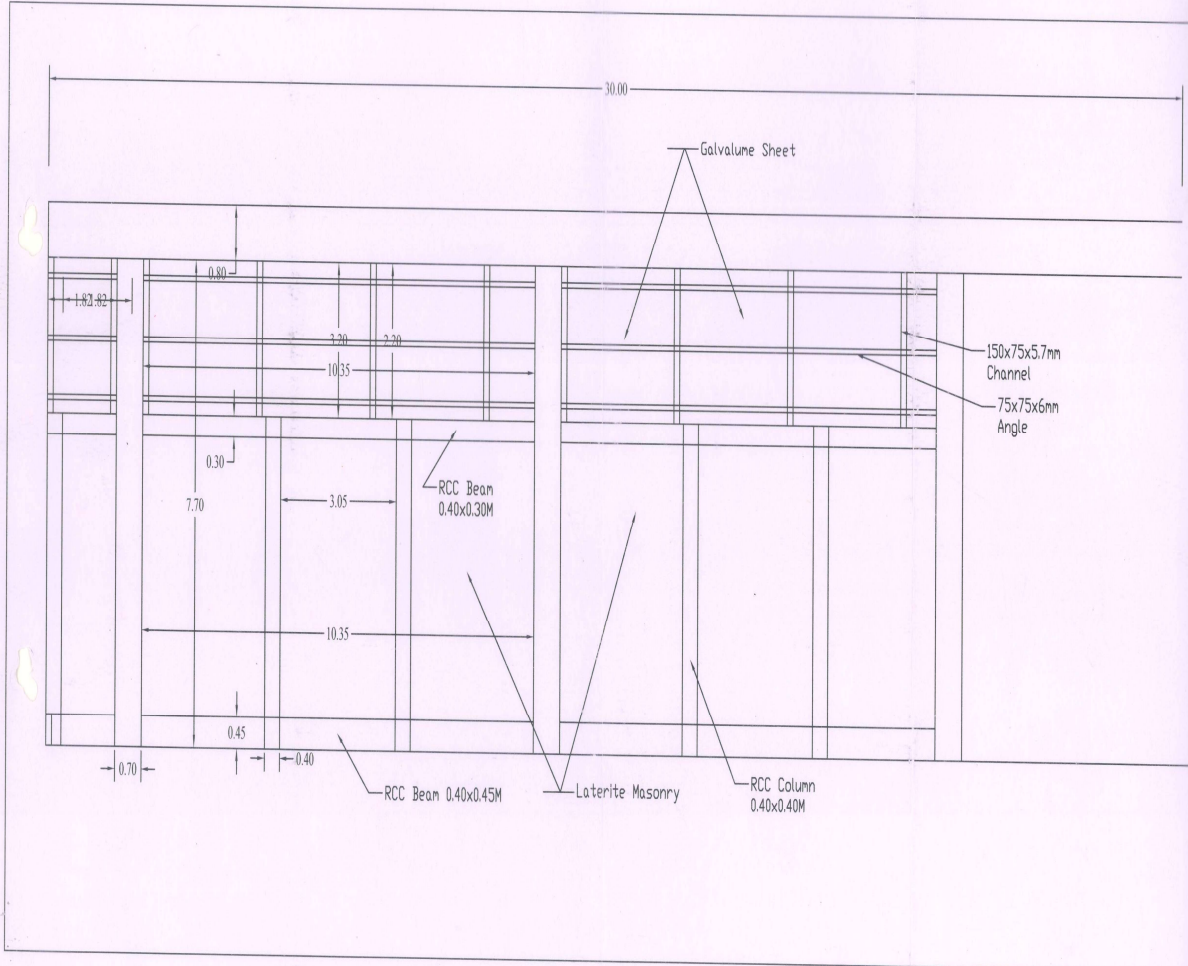 30.00
Galvalume Sheet
0.80
1.82
1.82
3.20
2.20
10.35
150x75x5.7mm
Channel
75x75x6mm
Angle
0.30
7.70
3.05
RCC Beam
0.40x0.30M
10.35
0.45
0.70
0.40
RCC Beam 0.40x0.45M
Laterite Masonry
RCC Column
0.40x0.40M